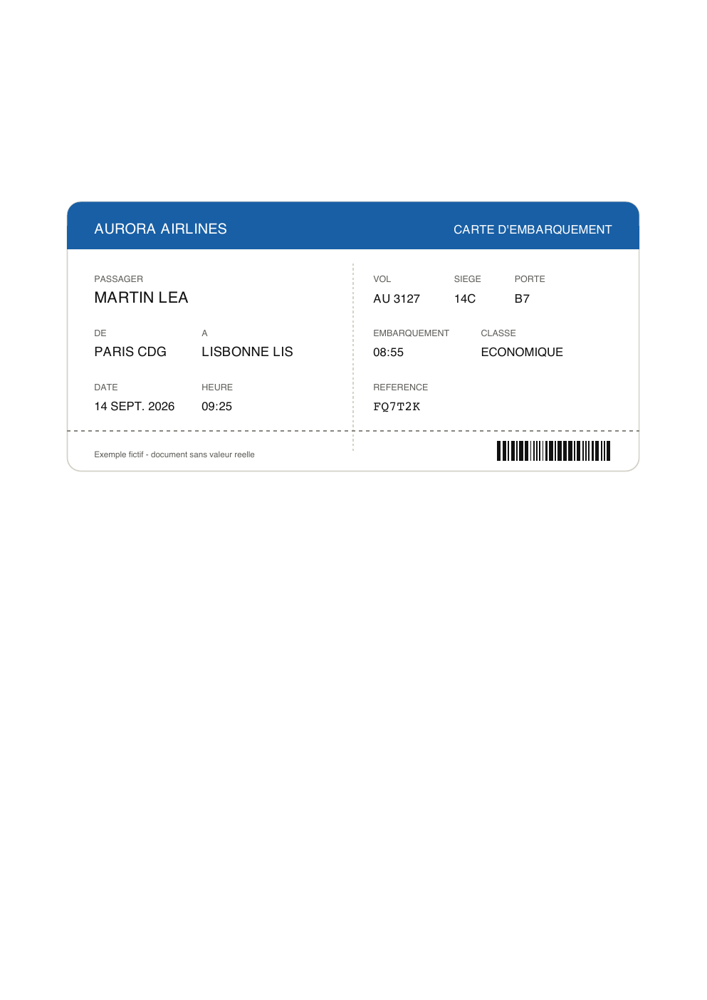 AURORA AIRLINES
CARTE D'EMBARQUEMENT
PASSAGER
MARTIN LEA
DE A
PARIS CDG LISBONNE LIS
DATE HEURE
14 SEPT. 2026 09:25
VOL SIEGE PORTE
AU 3127 14C B7
EMBARQUEMENT CLASSE
08:55 ECONOMIQUE
REFERENCE
FQ7T2K
Exemple fictif - document sans valeur reelle